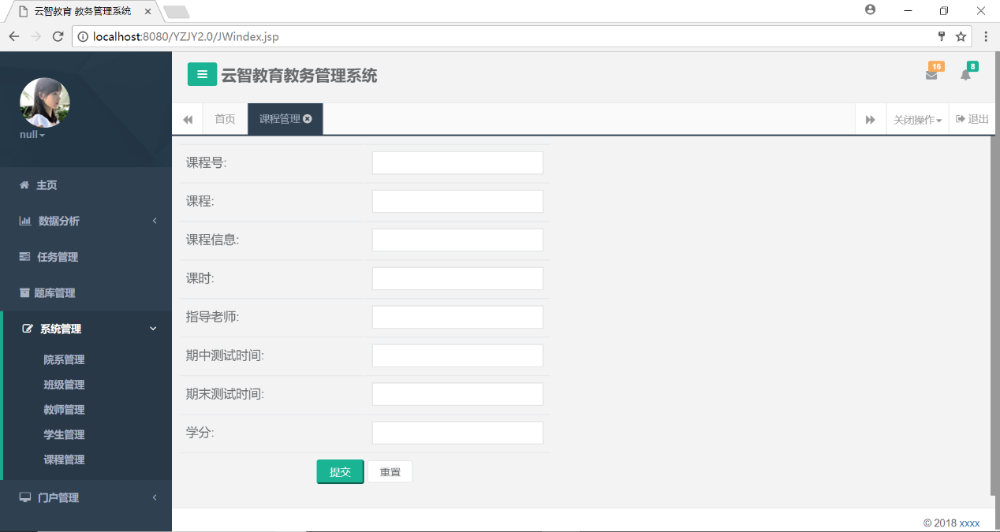 云智教育 教务管理系统
localhost:8080/YZJY2.0/JWindex.jsp
null
主页
数据分析
任务管理
题库管理
系统管理
院系管理
班级管理
教师管理
学生管理
课程管理
门户管理
云智教育教务管理系统
16
8
首页
课程管理
关闭操作
退出
课程号:
课程:
课程信息:
课时:
指导老师:
期中测试时间:
期末测试时间:
学分:
提交
重置
© 2018 xxxx